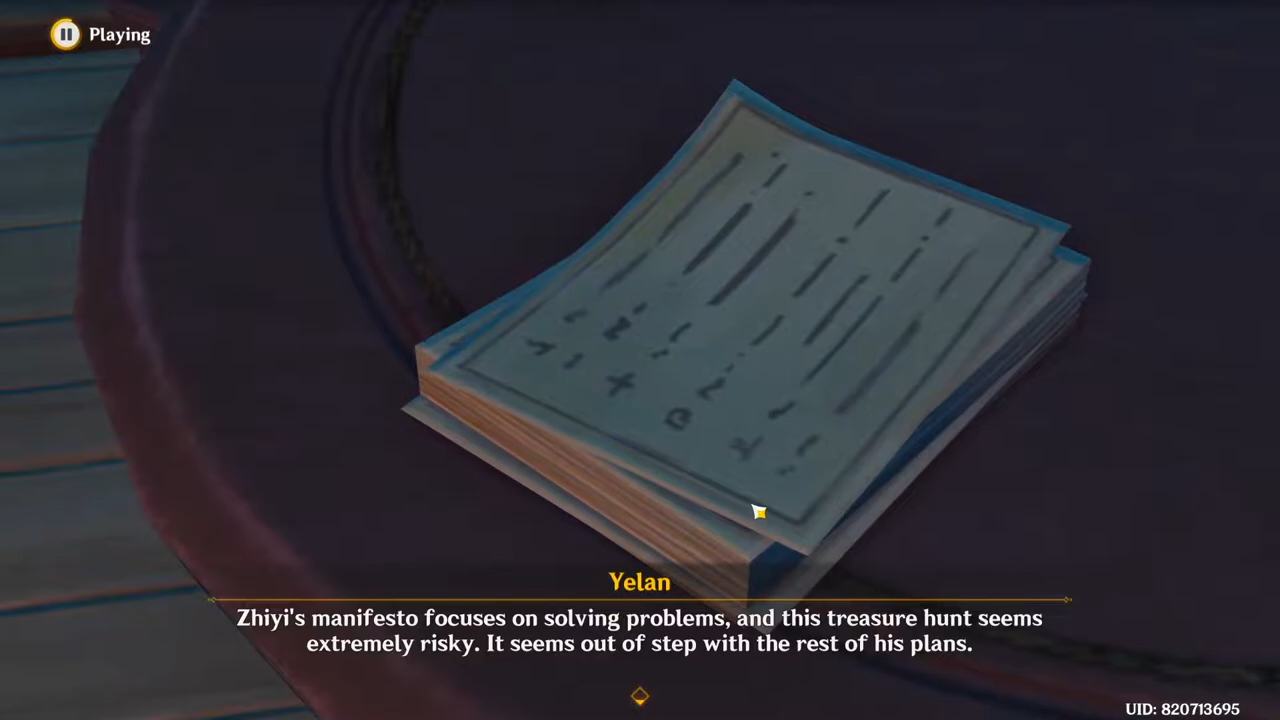 Playing
Yelan
Zhiyi's manifesto focuses on solving problems, and this treasure hunt seems
extremely risky. It seems out of step with the rest of his plans.
UID: 820713695